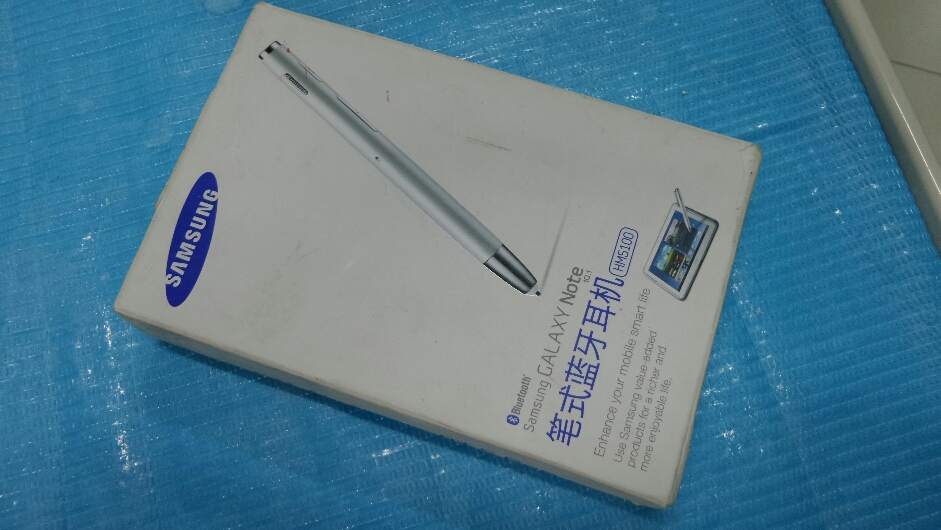 SAMSUNG
Bluetooth®
Samsung GALAXY Note 10.1
笔式蓝牙耳机 HM5100
Enhance your mobile smart life
Use Samsung value-added
products for a richer and
more enjoyable life.